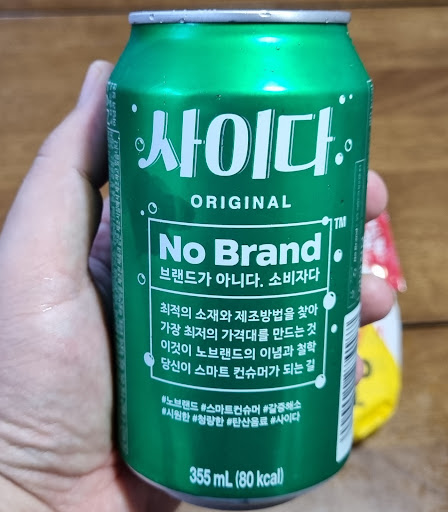 사이다
ORIGINAL
No Brand TM
브랜드가 아니다. 소비자다
최적의 소재와 제조방법을 찾아
가장 최저의 가격대를 만드는 것
이것이 노브랜드의 이념과 철학
당신이 스마트 컨슈머가 되는 길
#노브랜드 #스마트컨슈머 #갈증해소
#시원한 #청량한 #탄산음료 #사이다
355 mL (80 kcal)